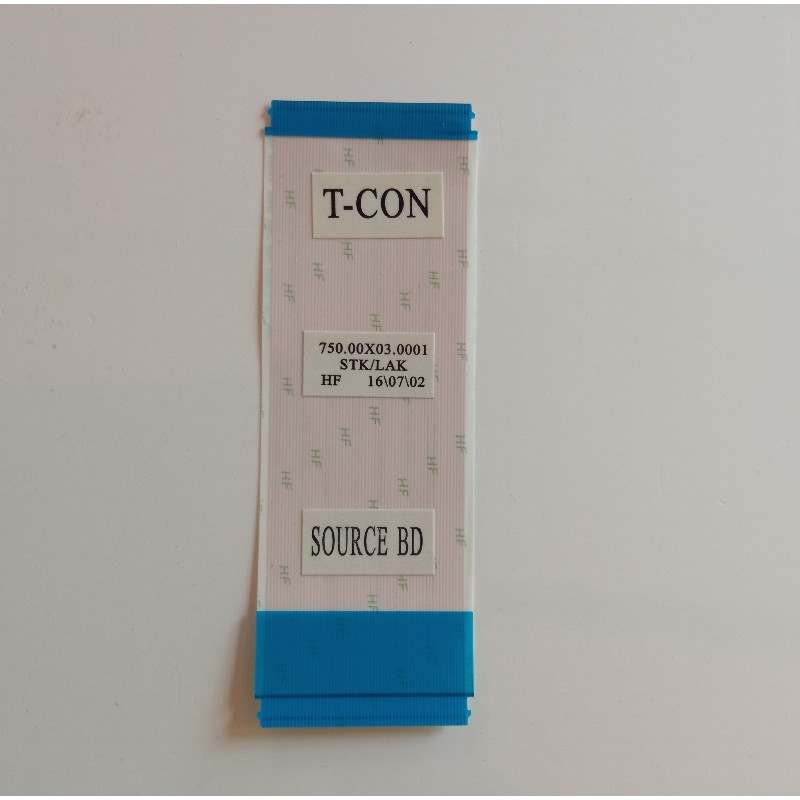 T-CON
750.00X03.0001
STK/LAK
HF 16\07\02
SOURCE BD